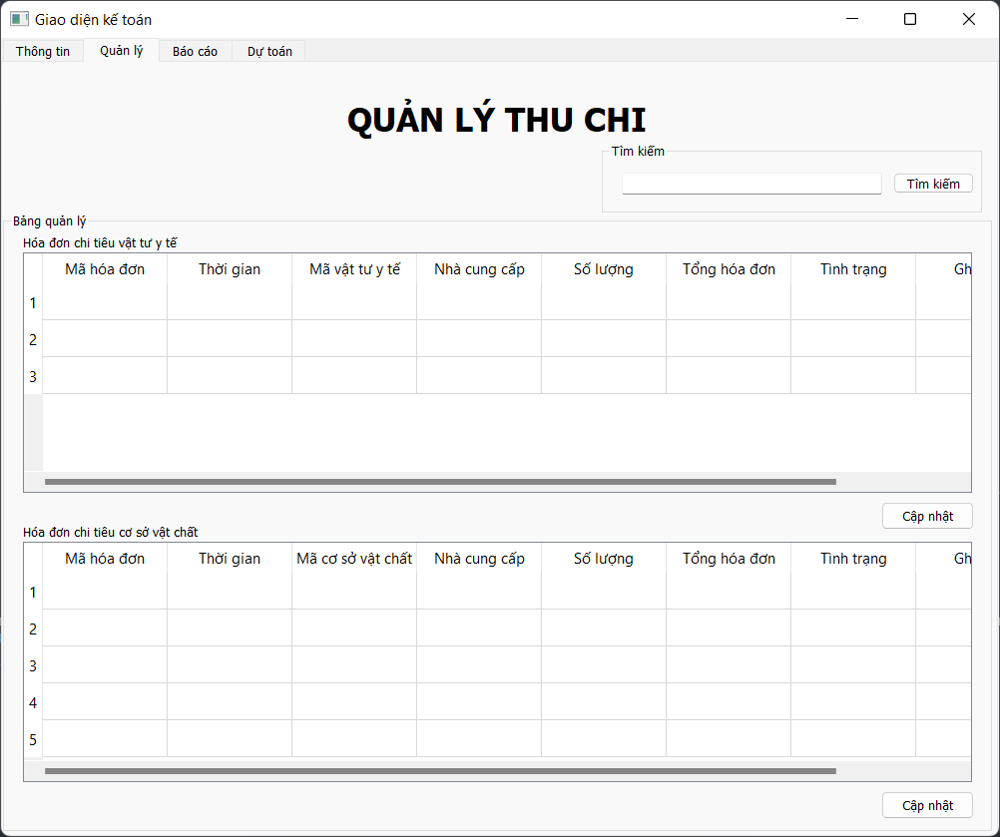 Giao diện kế toán
Thông tin Quản lý Báo cáo Dự toán
QUẢN LÝ THU CHI
Tìm kiếm
Tìm kiếm
Bảng quản lý
Hóa đơn chi tiêu vật tư y tế
Mã hóa đơn Thời gian Mã vật tư y tế Nhà cung cấp Số lượng Tổng hóa đơn Tình trạng Gh
1
2
3
Cập nhật
Hóa đơn chi tiêu cơ sở vật chất
Mã hóa đơn Thời gian Mã cơ sở vật chất Nhà cung cấp Số lượng Tổng hóa đơn Tình trạng Gh
1
2
3
4
5
Cập nhật